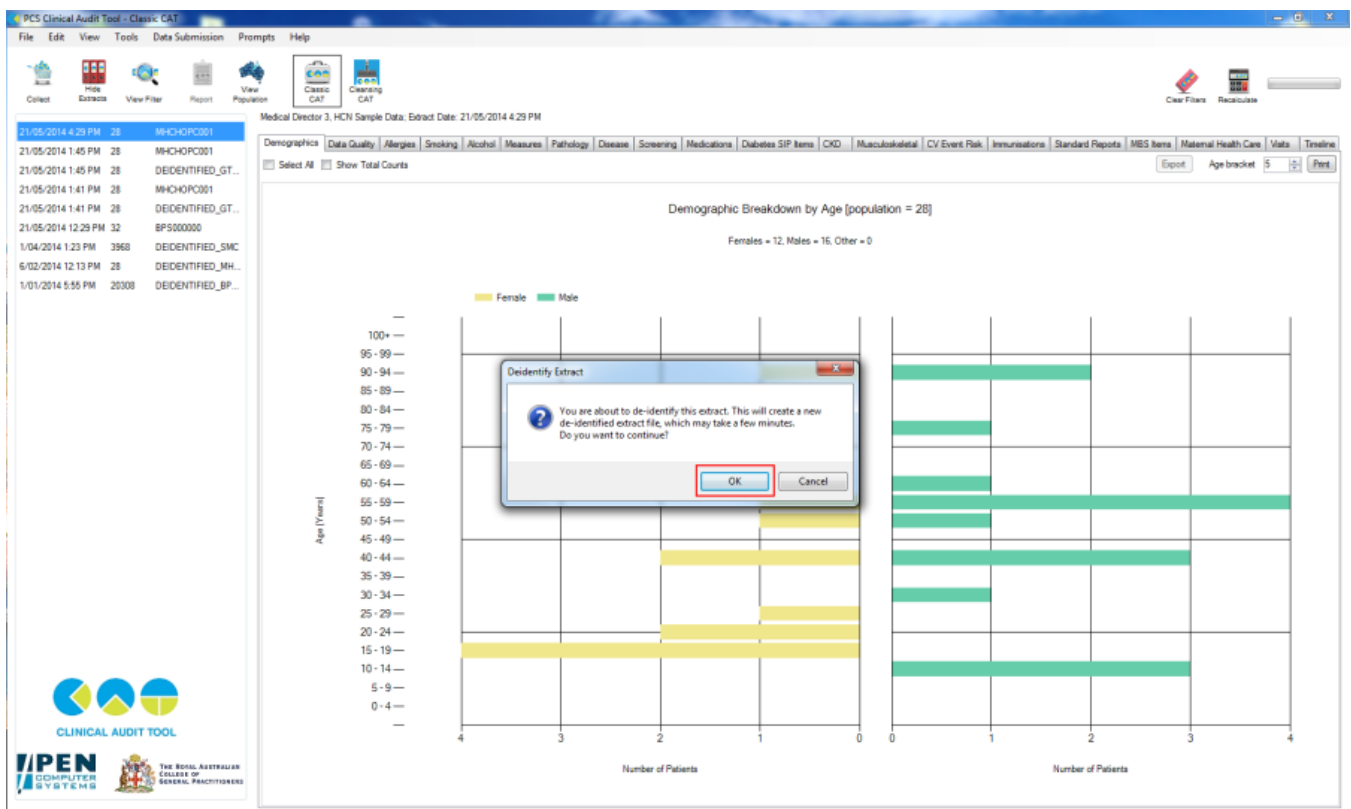 PCS Clinical Audit Tool - Classic CAT
File Edit View Tools Data Submission Prompts Help
Collect
Hide Extracts
View Filter
Report
View Population
Classic CAT
Cleansing CAT
Clear Filters
Recalculate
Medical Director 3, HCN Sample Data; Extract Date: 21/05/2014 4:29 PM
21/05/2014 4:29 PM 28 MHCHOPC001
21/05/2014 1:45 PM 28 MHCHOPC001
21/05/2014 1:45 PM 28 DEIDENTIFIED_GT...
21/05/2014 1:41 PM 28 MHCHOPC001
21/05/2014 1:41 PM 28 DEIDENTIFIED_GT...
21/05/2014 12:29 PM 32 BPS000000
1/04/2014 1:23 PM 3968 DEIDENTIFIED_SMC
6/02/2014 12:13 PM 28 DEIDENTIFIED_MH...
1/01/2014 5:55 PM 20308 DEIDENTIFIED_BP...
Demographics Data Quality Allergies Smoking Alcohol Measures Pathology Disease Screening Medications Diabetes SIP Items CKD Musculoskeletal CV Event Risk Immunisations Standard Reports MBS Items Maternal Health Care Visits Timeline
Select All Show Total Counts Export Age bracket 5 Print
Demographic Breakdown by Age [population = 28]
Females = 12, Males = 16, Other = 0
Female Male
100+
95 - 99
90 - 94
85 - 89
80 - 84
75 - 79
70 - 74
65 - 69
60 - 64
55 - 59
50 - 54
45 - 49
40 - 44
35 - 39
30 - 34
25 - 29
20 - 24
15 - 19
10 - 14
5 - 9
0 - 4
Age [Years]
4 3 2 1 0 0 1 2 3 4
Number of Patients Number of Patients
Deidentify Extract
You are about to de-identify this extract. This will create a new
de-identified extract file, which may take a few minutes.
Do you want to continue?
OK Cancel
CLINICAL AUDIT TOOL
PEN
COMPUTER
SYSTEMS
THE ROYAL AUSTRALIAN
COLLEGE OF
GENERAL PRACTITIONERS